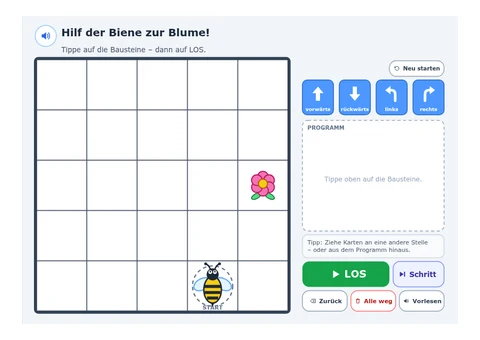 Hilf der Biene zur Blume!
Tippe auf die Bausteine – dann auf LOS.
Neu starten
vorwärts
rückwärts
links
rechts
PROGRAMM
Tippe oben auf die Bausteine.
Tipp: Ziehe Karten an eine andere Stelle
– oder aus dem Programm hinaus.
LOS
Schritt
Zurück
Alle weg
Vorlesen
START